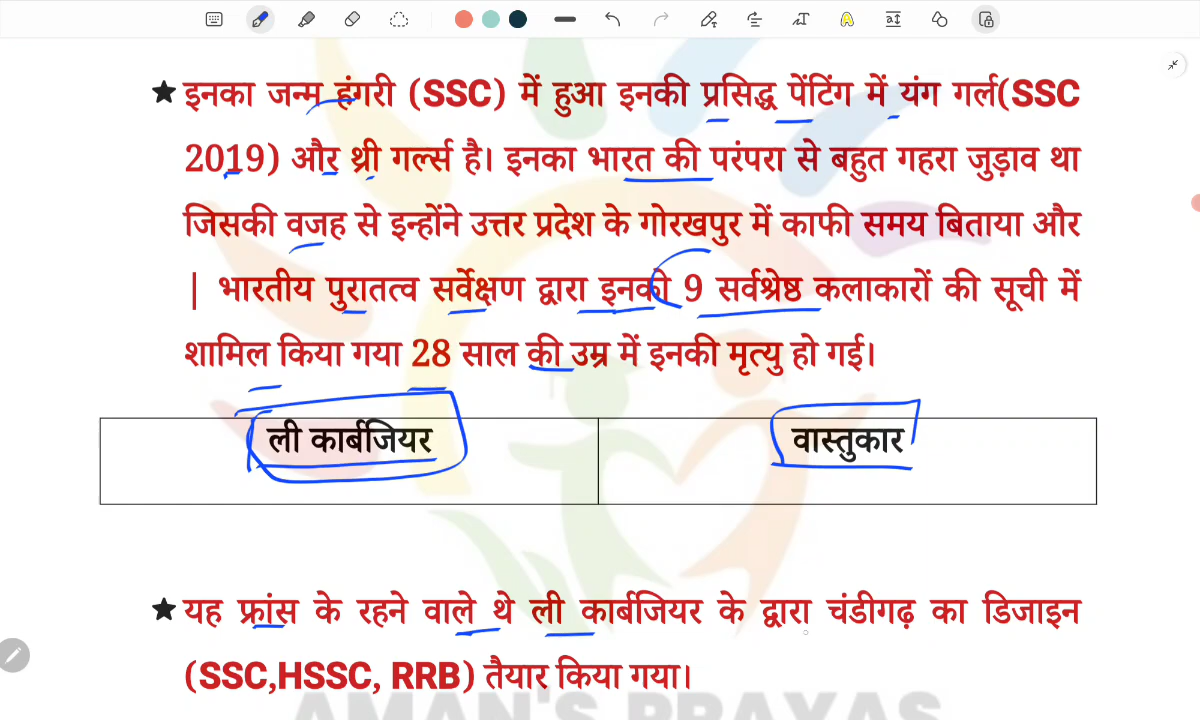 ★ इनका जन्म हंगरी (SSC) में हुआ इनकी प्रसिद्ध पेंटिंग में यंग गर्ल(SSC
2019) और थ्री गर्ल्स है। इनका भारत की परंपरा से बहुत गहरा जुड़ाव था
जिसकी वजह से इन्होंने उत्तर प्रदेश के गोरखपुर में काफी समय बिताया और
| भारतीय पुरातत्व सर्वेक्षण द्वारा इनको 9 सर्वश्रेष्ठ कलाकारों की सूची में
शामिल किया गया 28 साल की उम्र में इनकी मृत्यु हो गई।
ली कार्बजियर वास्तुकार
★ यह फ्रांस के रहने वाले थे ली कार्बजियर के द्वारा चंडीगढ़ का डिजाइन
(SSC,HSSC, RRB) तैयार किया गया।
AMAN'S PRAYAS